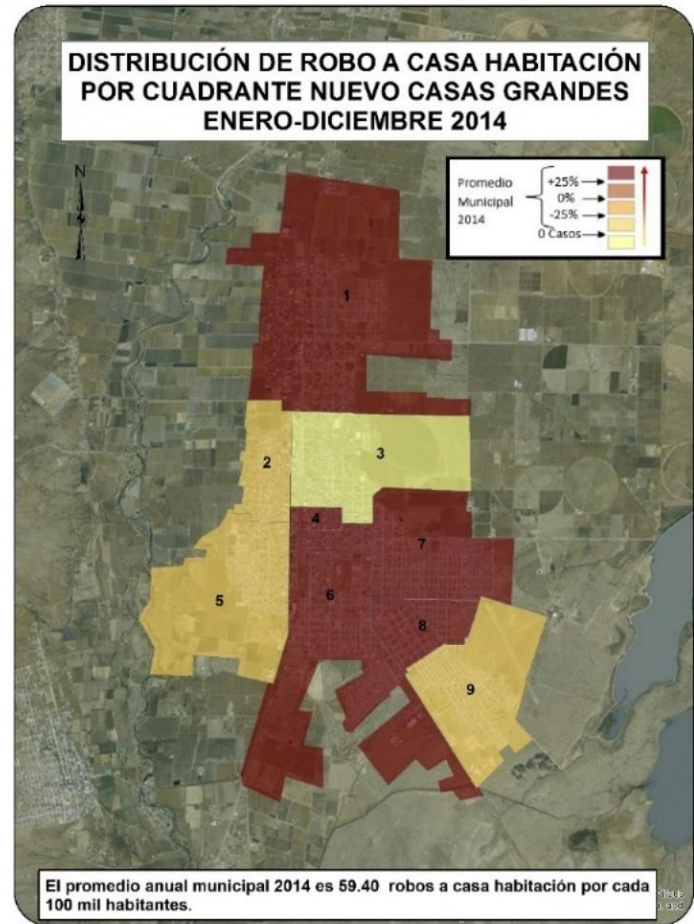 DISTRIBUCIÓN DE ROBO A CASA HABITACIÓN
POR CUADRANTE NUEVO CASAS GRANDES
ENERO-DICIEMBRE 2014
N
Promedio
Municipal
2014
+25%
0%
-25%
0 Casos
1
2
3
4
5
6
7
8
9
El promedio anual municipal 2014 es 59.40 robos a casa habitación por cada
100 mil habitantes.